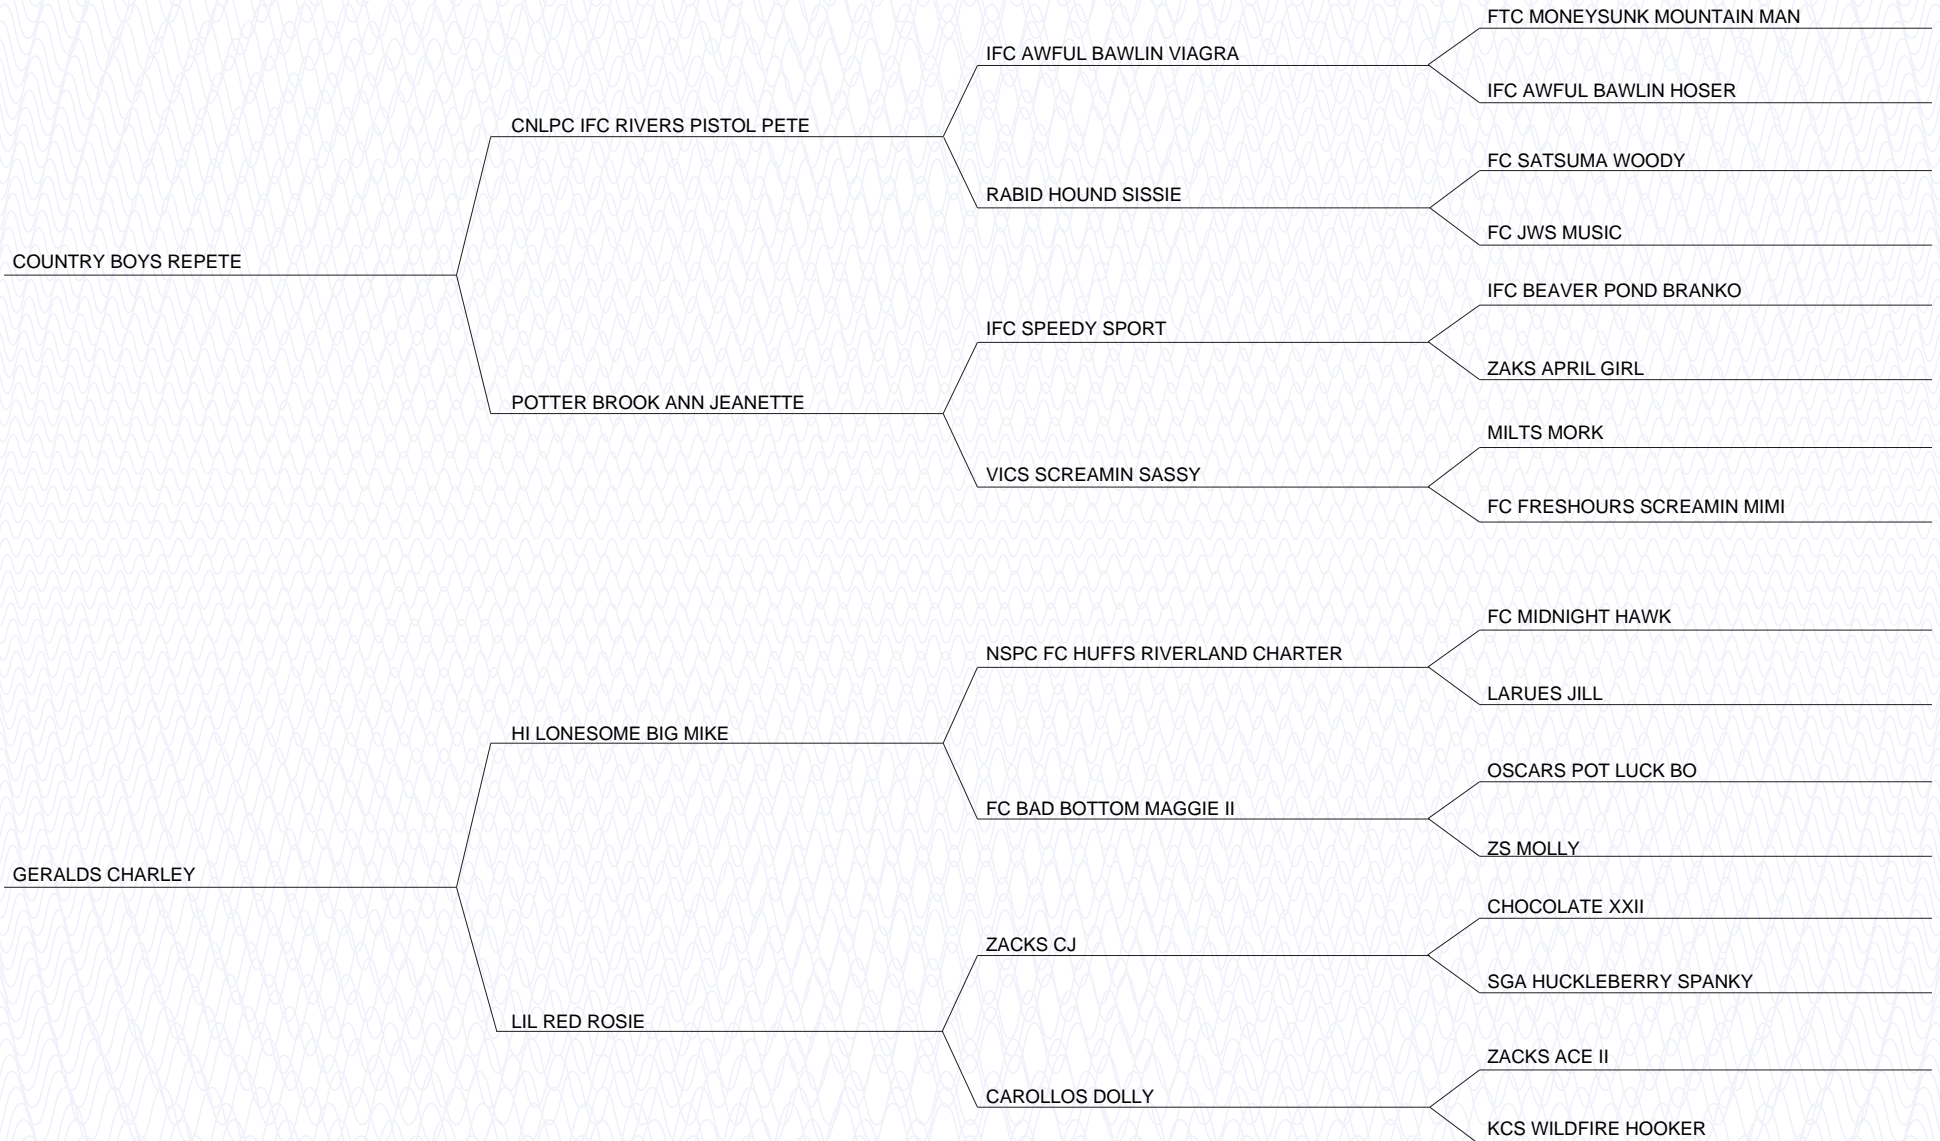 FTC MONEYSUNK MOUNTAIN MAN
IFC AWFUL BAWLIN VIAGRA
IFC AWFUL BAWLIN HOSER
CNLPC IFC RIVERS PISTOL PETE
FC SATSUMA WOODY
RABID HOUND SISSIE
FC JWS MUSIC
COUNTRY BOYS REPETE
IFC BEAVER POND BRANKO
IFC SPEEDY SPORT
ZAKS APRIL GIRL
POTTER BROOK ANN JEANETTE
MILTS MORK
VICS SCREAMIN SASSY
FC FRESHOURS SCREAMIN MIMI
FC MIDNIGHT HAWK
NSPC FC HUFFS RIVERLAND CHARTER
LARUES JILL
HI LONESOME BIG MIKE
OSCARS POT LUCK BO
FC BAD BOTTOM MAGGIE II
ZS MOLLY
GERALDS CHARLEY
CHOCOLATE XXII
ZACKS CJ
SGA HUCKLEBERRY SPANKY
LIL RED ROSIE
ZACKS ACE II
CAROLLOS DOLLY
KCS WILDFIRE HOOKER